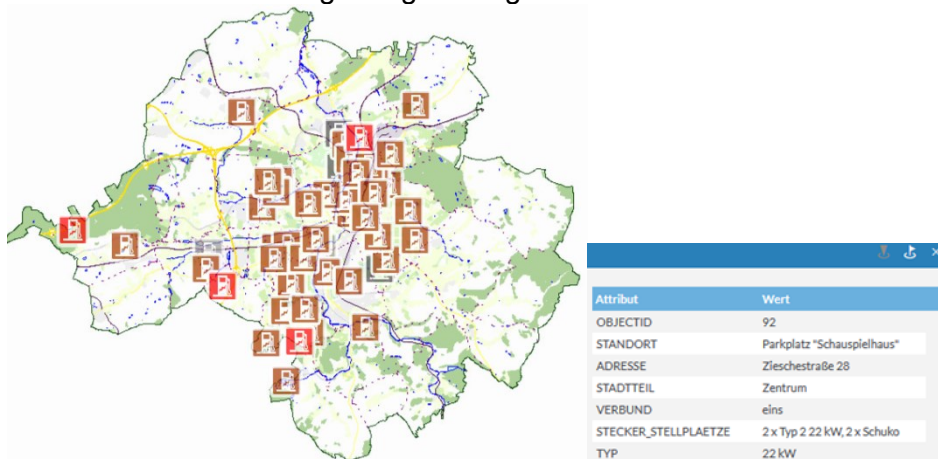 Attribut Wert
OBJECTID 92
STANDORT Parkplatz "Schauspielhaus"
ADRESSE Zieschestraße 28
STADTTEIL Zentrum
VERBUND eins
STECKER_STELLPLAETZE 2 x Typ 2 22 kW, 2 x Schuko
TYP 22 kW